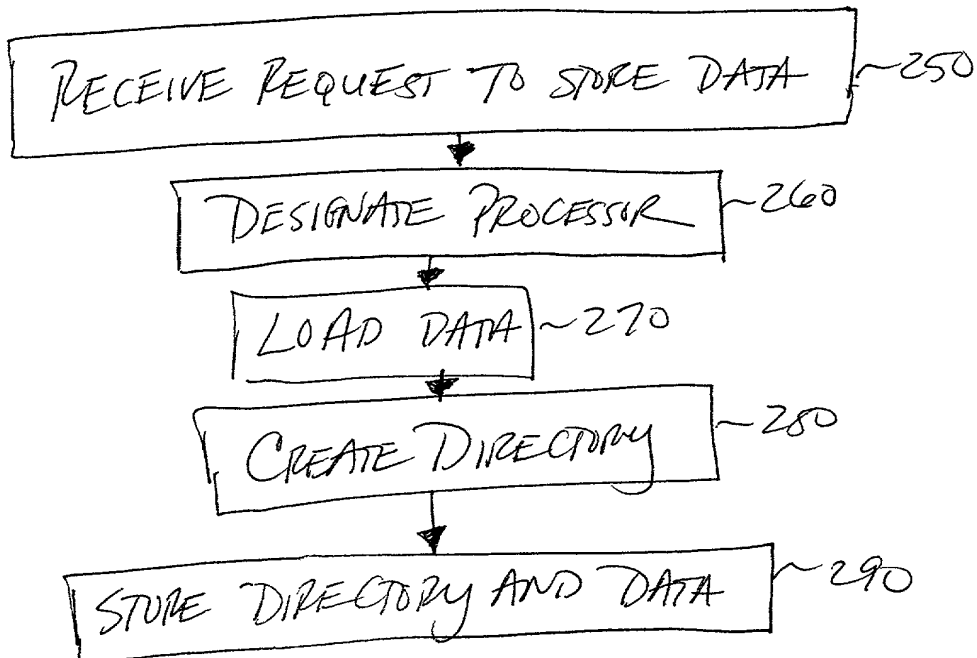 RECEIVE REQUEST TO STORE DATA ~250
DESIGNATE PROCESSOR ~260
LOAD DATA ~270
CREATE DIRECTORY ~280
STORE DIRECTORY AND DATA ~290